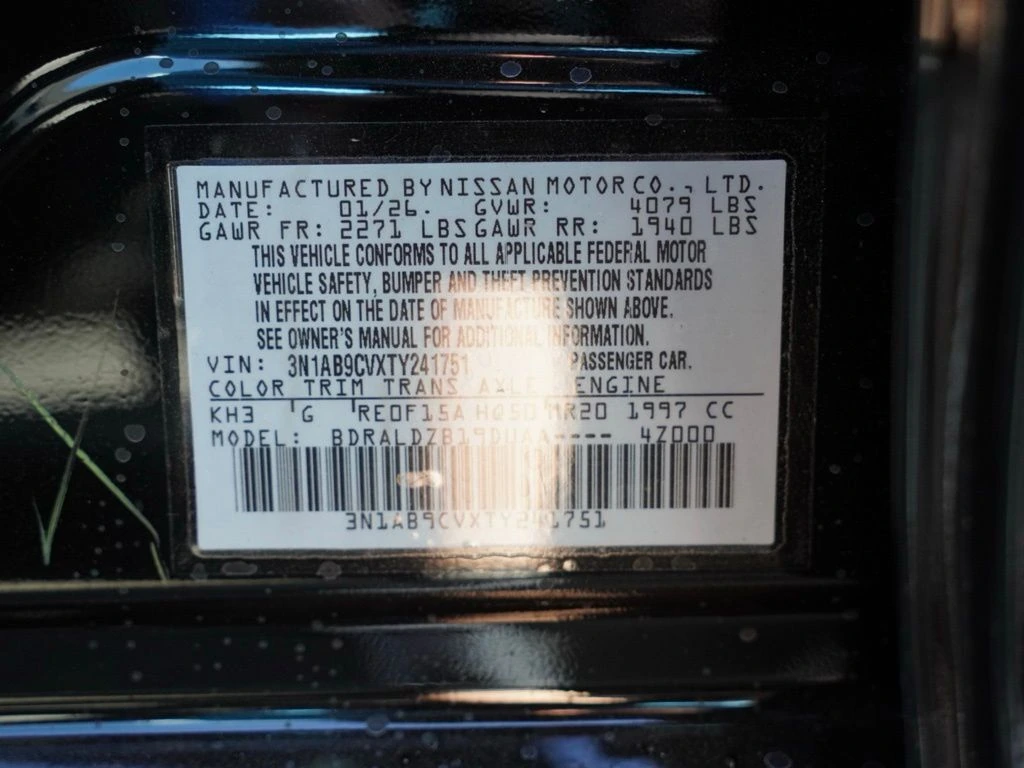 MANUFACTURED BY NISSAN MOTOR CO., LTD.
DATE: 01/26. GVWR: 4079 LBS
GAWR FR: 2271 LBS GAWR RR: 1940 LBS
THIS VEHICLE CONFORMS TO ALL APPLICABLE FEDERAL MOTOR
VEHICLE SAFETY, BUMPER AND THEFT PREVENTION STANDARDS
IN EFFECT ON THE DATE OF MANUFACTURE SHOWN ABOVE.
SEE OWNER'S MANUAL FOR ADDITIONAL INFORMATION.
VIN: 3N1AB9CVXTY241751 PASSENGER CAR.
COLOR TRIM TRANS AXLE ENGINE
KH3 G RE0F15A HQ50 MR20 1997 CC
MODEL: BDRALDZB19DUAA---- 4Z000
3N1AB9CVXTY241751